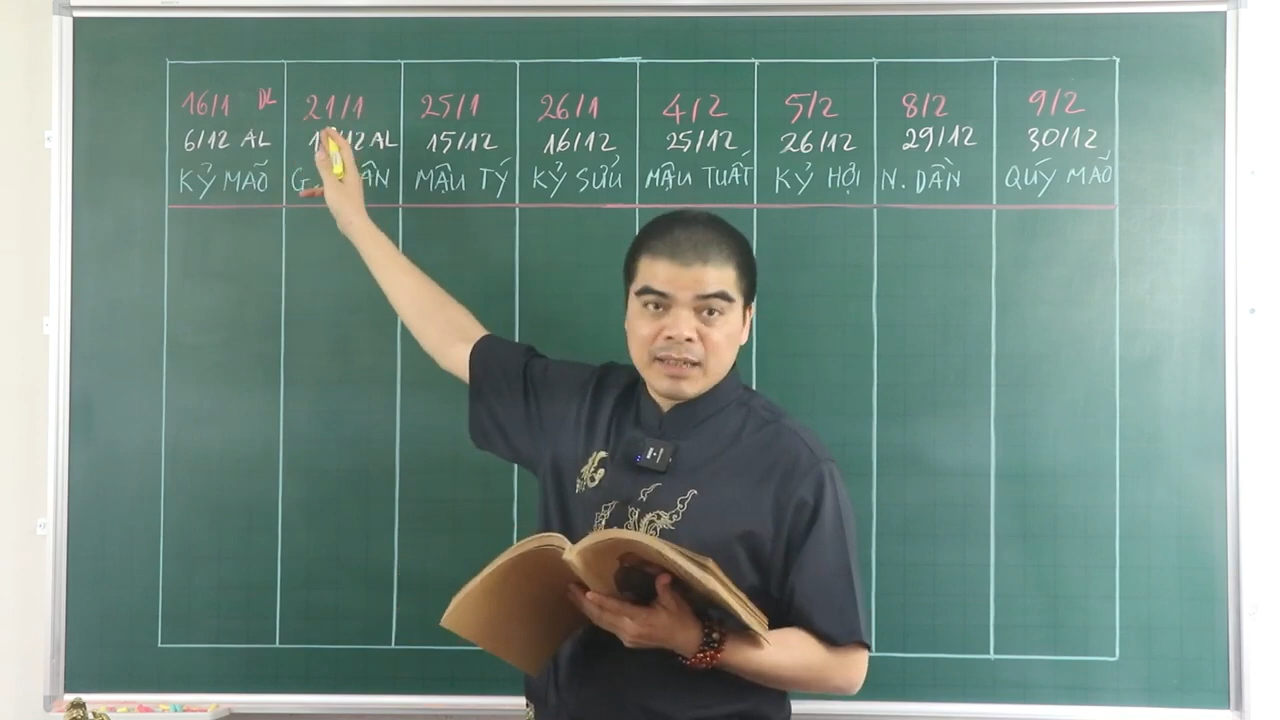 16/1 DL
6/12 AL
KỶ MÃO
21/1
AL
25/1
15/12
MẬU TÝ
26/1
16/12
KỶ SỬU
4/2
25/12
MẬU TUẤT
5/2
26/12
KỶ HỢI
8/2
29/12
N. DẦN
9/2
30/12
QUÝ MÃO